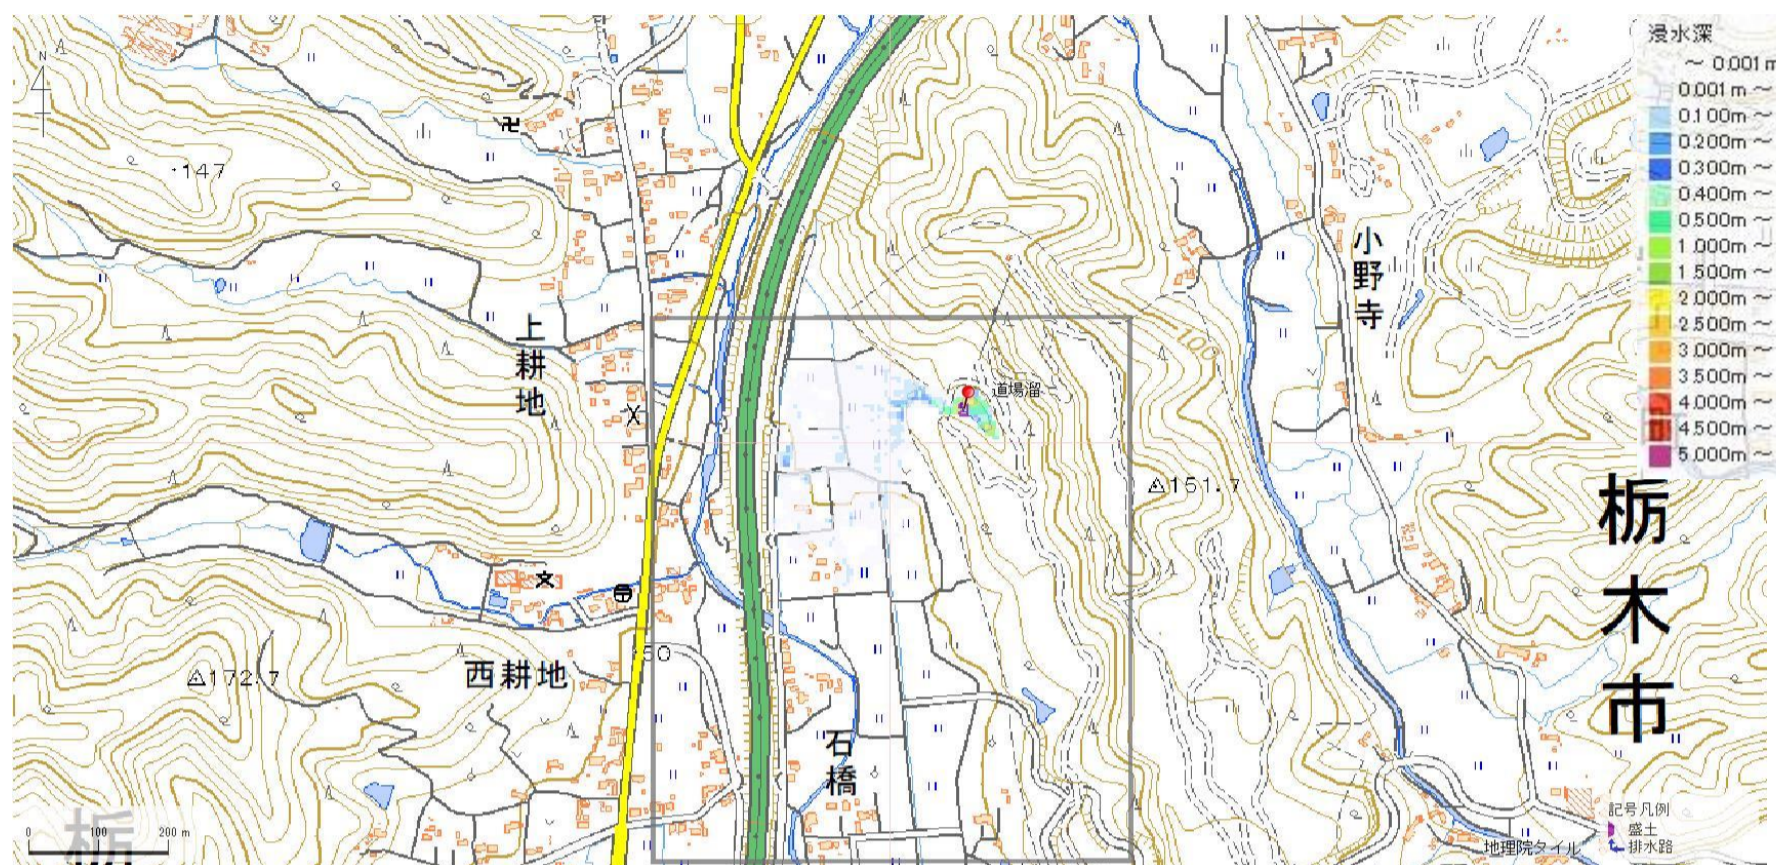 浸水深
～ 0.001 m
0.001 m ～
0.100m ～
0.200m ～
0.300m ～
0.400m ～
0.500m ～
1.000m ～
1.500m ～
2.000m ～
2.500m ～
3.000m ～
3.500m ～
4.000m ～
4.500m ～
5.000m ～
N
147
小野寺
上耕地
100
道場溜
151.7
栃木市
172.7
西耕地
50
石橋
栃
0 100 200 m
記号凡例
盛土
排水路
地理院タイル